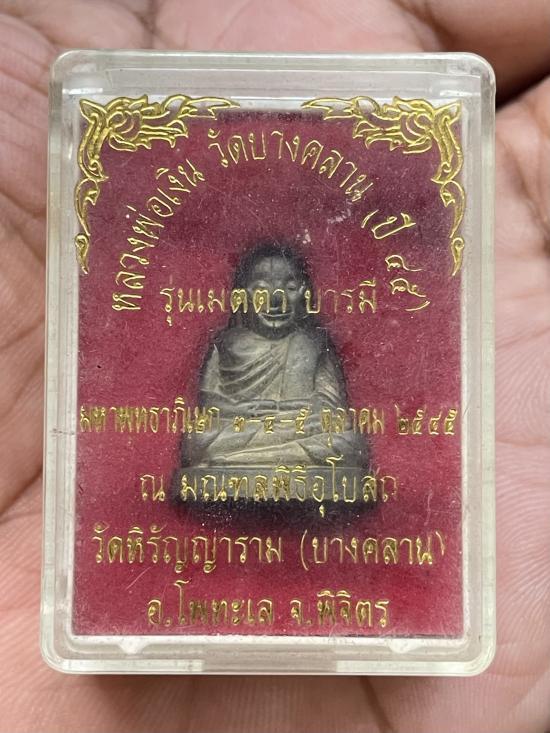 หลวงพ่อเงิน วัดบางคลาน (ปี ๔๕)
รุ่นเมตตา บารมี
มหาพุทธาภิเษก ๓-๔-๕ ตุลาคม ๒๕๔๕
ณ มณฑลพิธีอุโบสถ
วัดหิรัญญาราม (บางคลาน)
อ.โพทะเล จ.พิจิตร